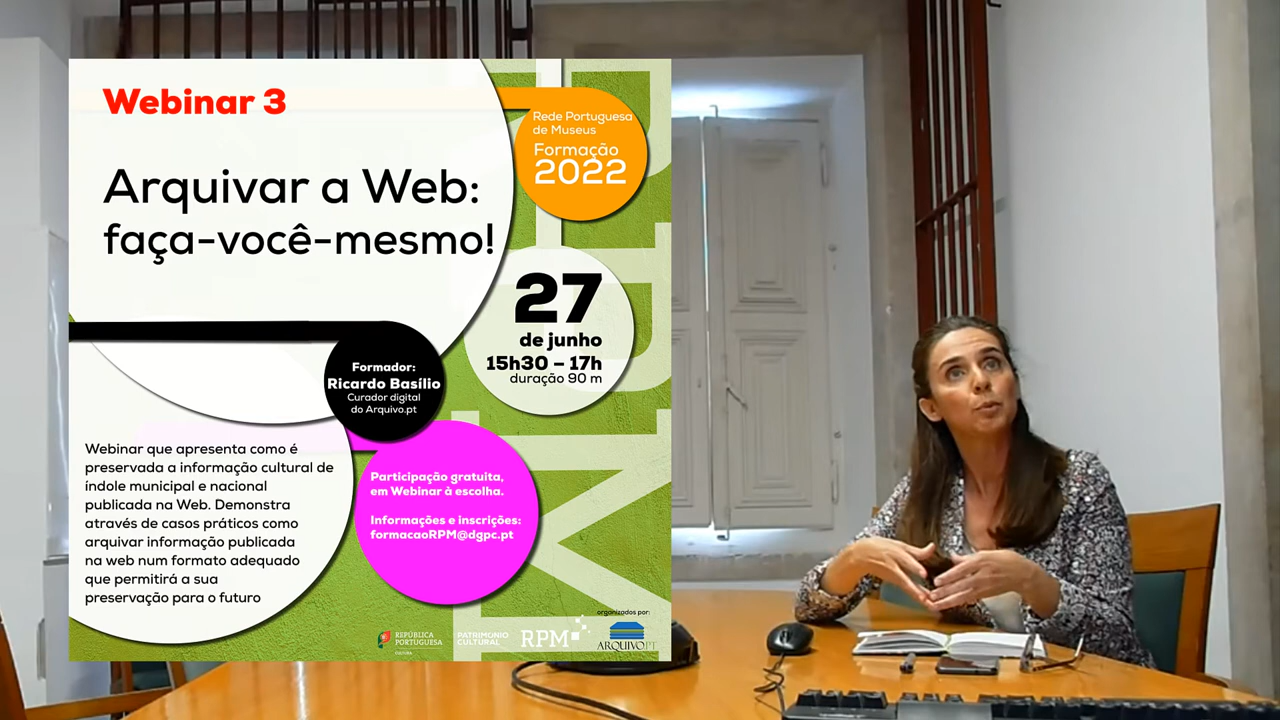 Webinar 3
Arquivar a Web:
faça-você-mesmo!
Rede Portuguesa
de Museus
Formação
2022
27
de junho
15h30 – 17h
duração 90 m
Formador:
Ricardo Basílio
Curador digital
do Arquivo.pt
Webinar que apresenta como é
preservada a informação cultural de
índole municipal e nacional
publicada na Web. Demonstra
através de casos práticos como
arquivar informação publicada
na web num formato adequado
que permitirá a sua
preservação para o futuro
Participação gratuita,
em Webinar à escolha.
Informações e inscrições:
formacaoRPM@dgpc.pt
REPÚBLICA
PORTUGUESA
CULTURA
PATRIMÓNIO
CULTURAL
RPM
organizados por:
ARQUIVO.PT